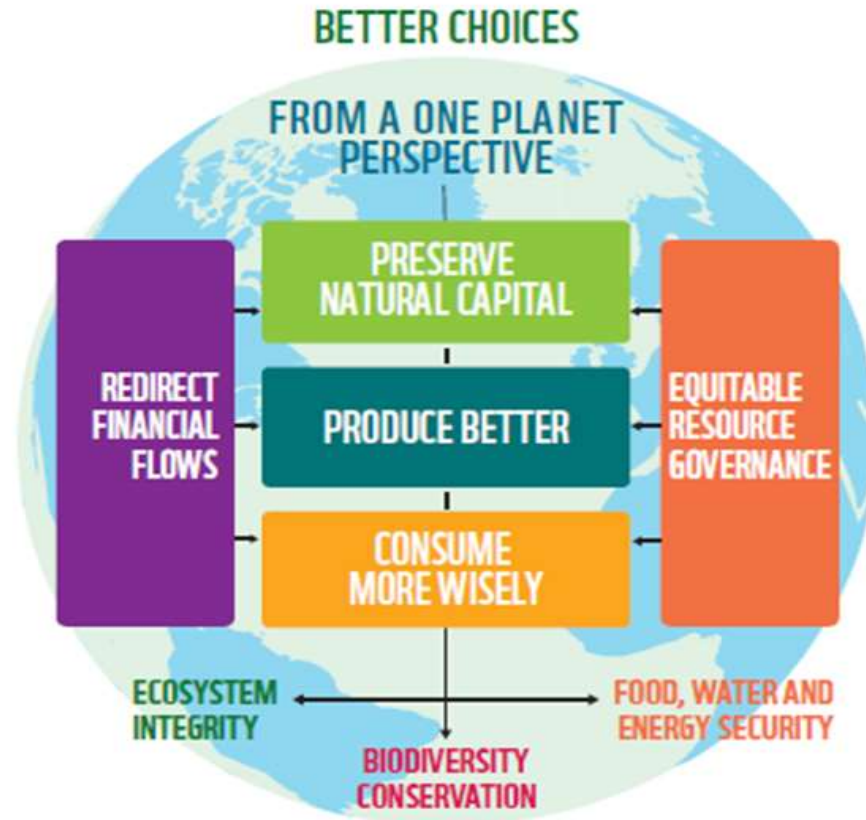 BETTER CHOICES
FROM A ONE PLANET
PERSPECTIVE
PRESERVE
NATURAL CAPITAL
REDIRECT
FINANCIAL
FLOWS
PRODUCE BETTER
EQUITABLE
RESOURCE
GOVERNANCE
CONSUME
MORE WISELY
ECOSYSTEM
INTEGRITY
BIODIVERSITY
CONSERVATION
FOOD, WATER AND
ENERGY SECURITY